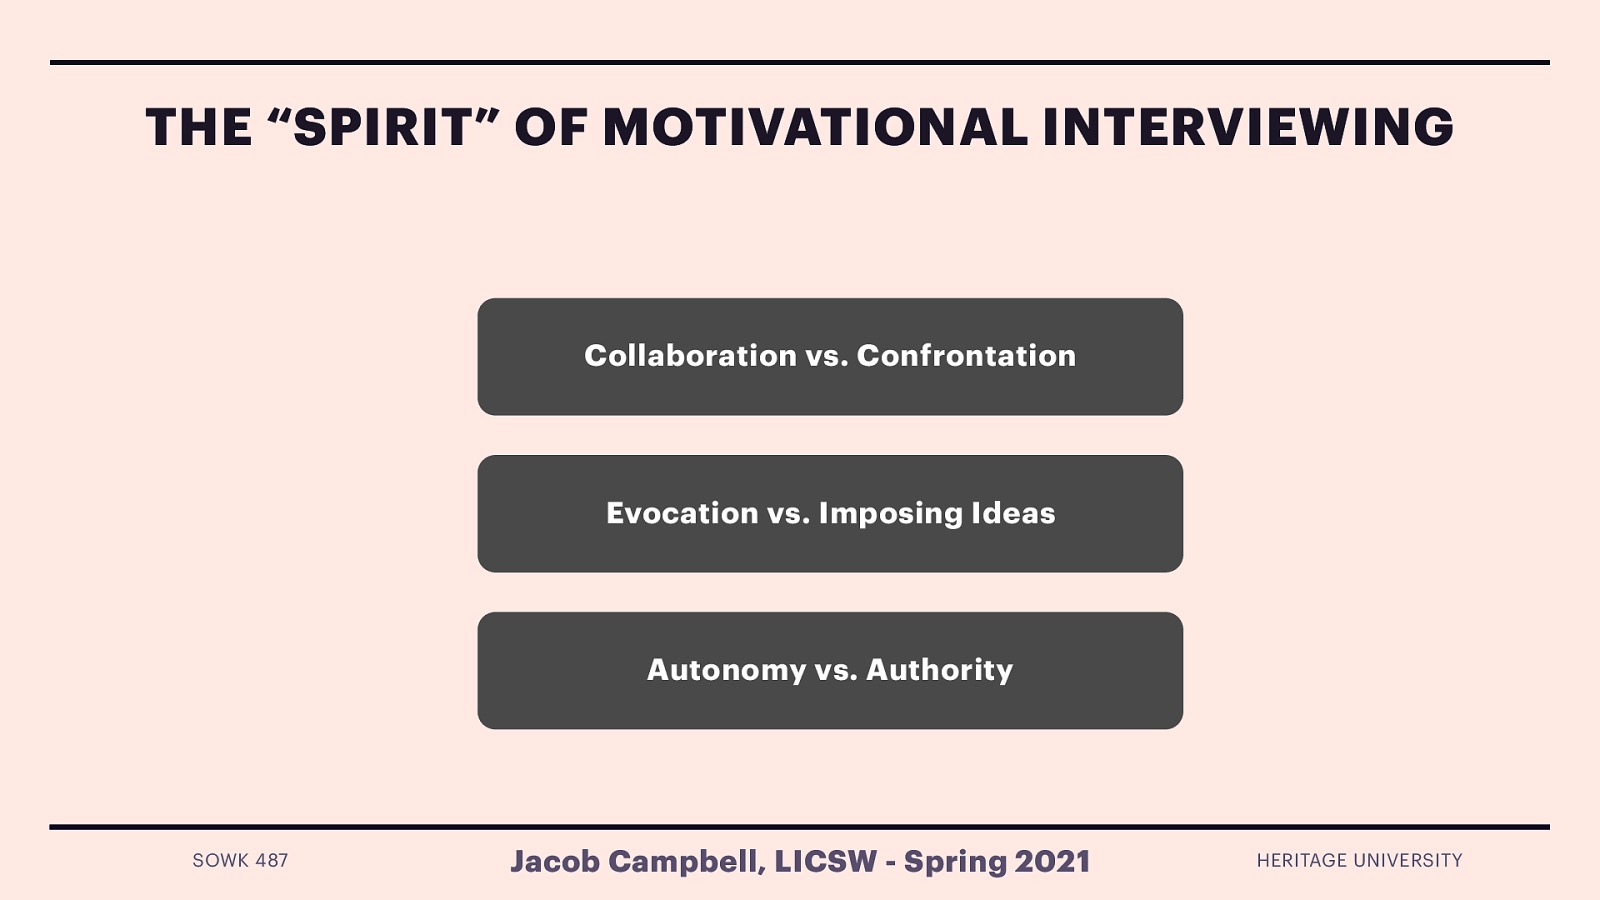 THE “SPIRIT” OF MOTIVATIONAL INTERVIEWING
Collaboration vs. Confrontation
Evocation vs. Imposing Ideas
Autonomy vs. Authority
SOWK 487
Jacob Campbell, LICSW - Spring 2021
HERITAGE UNIVERSITY